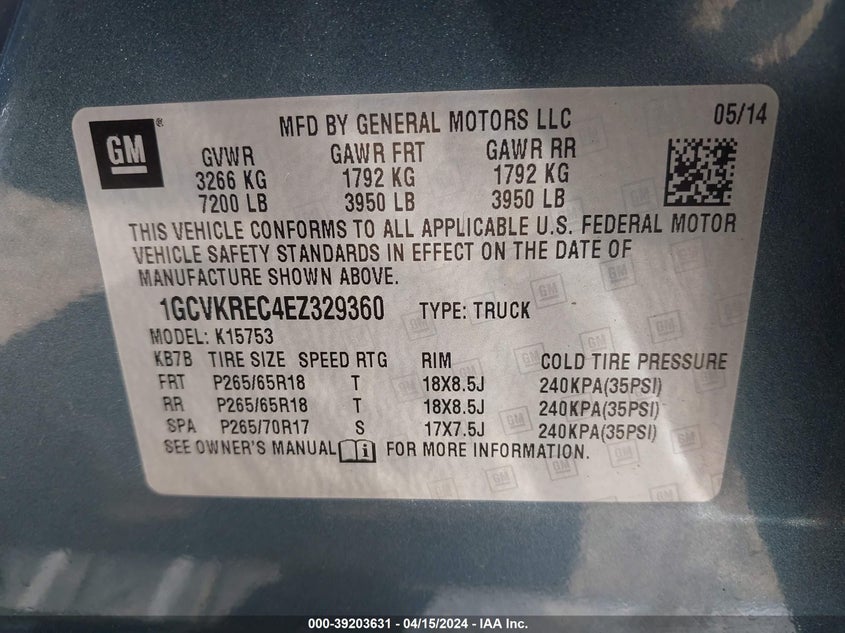 GM
®
MFD BY GENERAL MOTORS LLC
05/14
GVWR GAWR FRT GAWR RR
3266 KG 1792 KG 1792 KG
7200 LB 3950 LB 3950 LB
THIS VEHICLE CONFORMS TO ALL APPLICABLE U.S. FEDERAL MOTOR
VEHICLE SAFETY STANDARDS IN EFFECT ON THE DATE OF
MANUFACTURE SHOWN ABOVE.
1GCVKREC4EZ329360 TYPE: TRUCK
MODEL: K15753
KB7B TIRE SIZE SPEED RTG RIM COLD TIRE PRESSURE
FRT P265/65R18 T 18X8.5J 240KPA(35PSI)
RR P265/65R18 T 18X8.5J 240KPA(35PSI)
SPA P265/70R17 S 17X7.5J 240KPA(35PSI)
SEE OWNER'S MANUAL i FOR MORE INFORMATION.
000-39203631 - 04/15/2024 - IAA Inc.